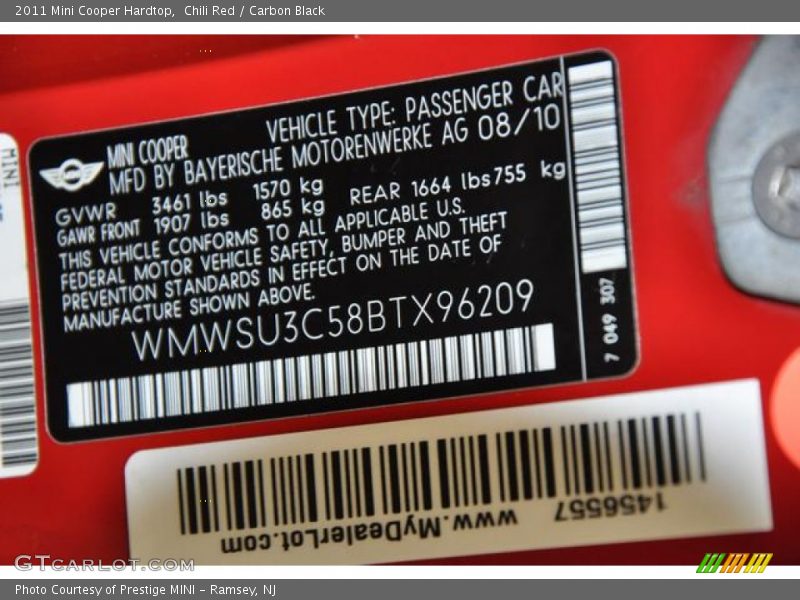 2011 Mini Cooper Hardtop,  Chili Red / Carbon Black
MINI
MINI COOPER
VEHICLE TYPE: PASSENGER CAR
MFD BY BAYERISCHE MOTORENWERKE AG 08/10
GVWR 3461 lbs 1570 kg
GAWR FRONT 1907 lbs 865 kg REAR 1664 lbs 755 kg
THIS VEHICLE CONFORMS TO ALL APPLICABLE U.S.
FEDERAL MOTOR VEHICLE SAFETY, BUMPER AND THEFT
PREVENTION STANDARDS IN EFFECT ON THE DATE OF
MANUFACTURE SHOWN ABOVE.
WMWSU3C58BTX96209
7 049 307
1456557
www.MyDealerLot.com
GTCarLot.com
Photo Courtesy of Prestige MINI – Ramsey, NJ